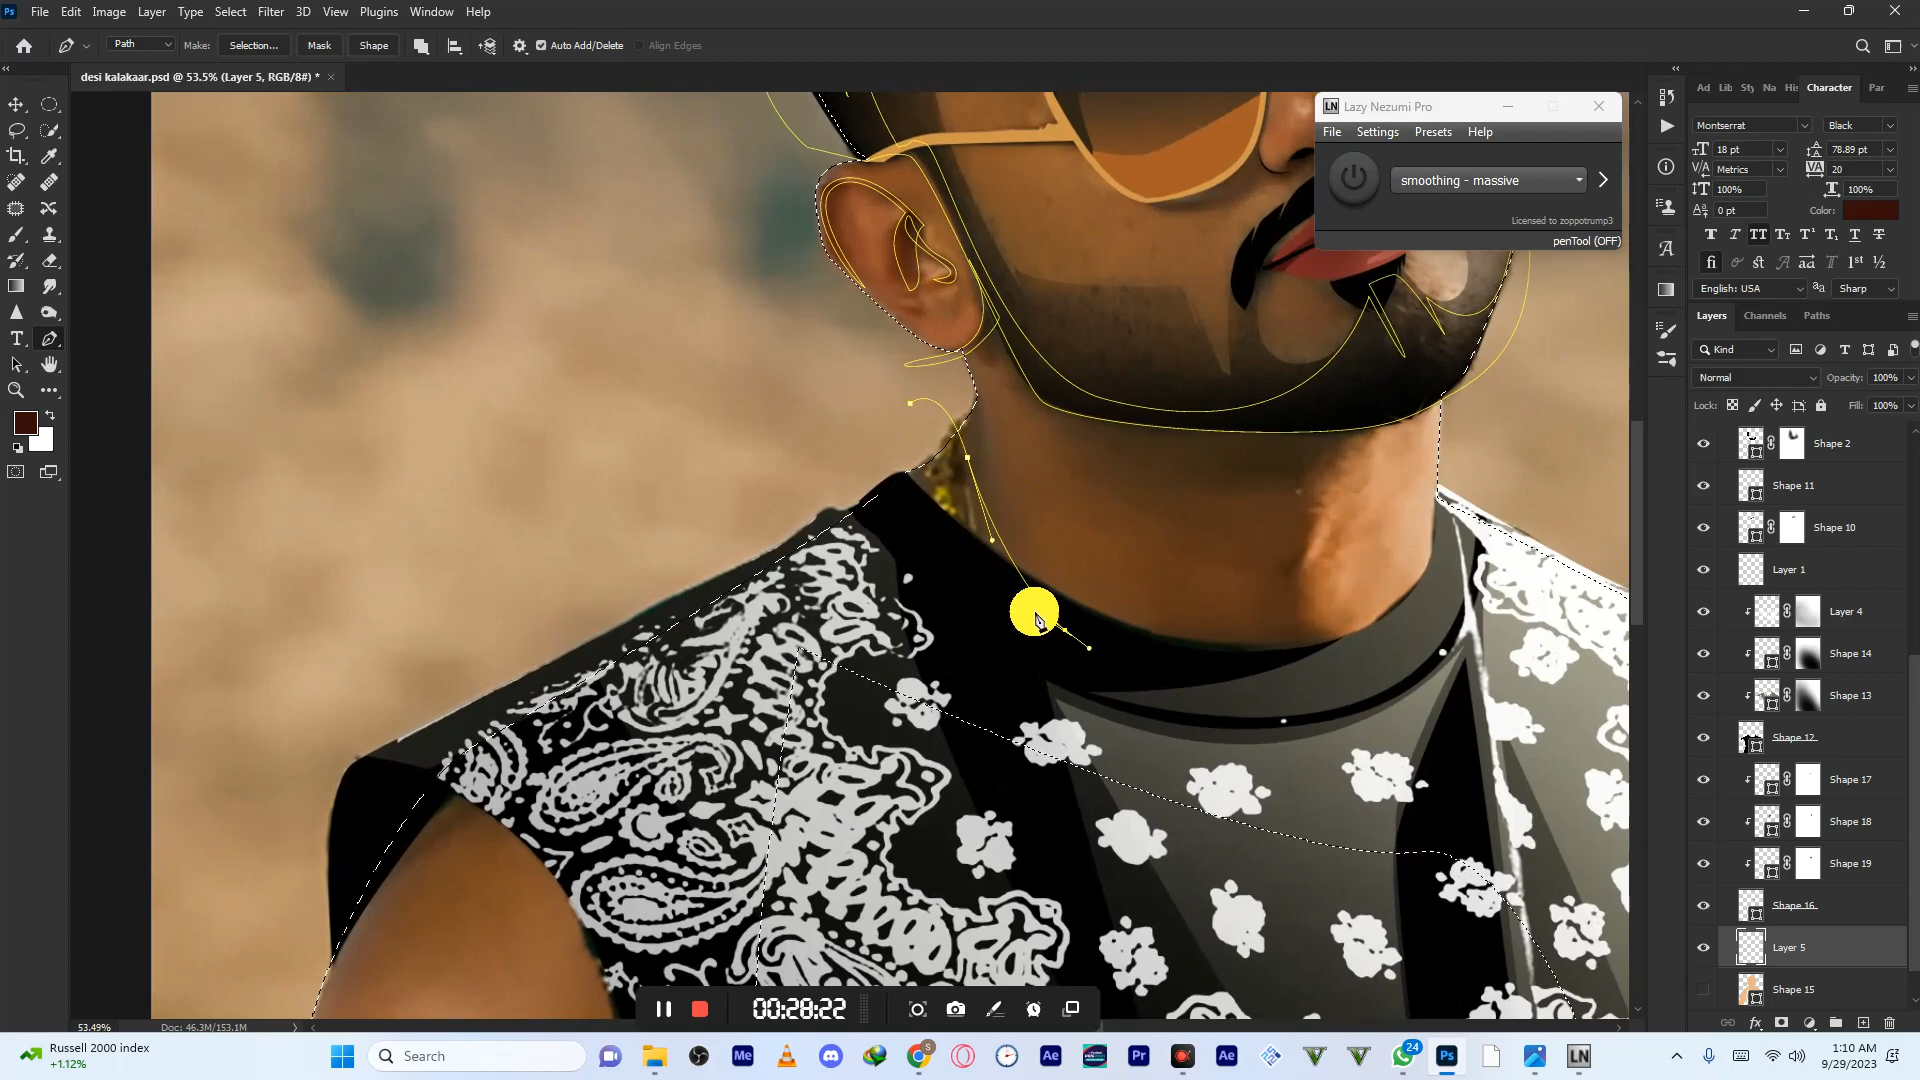 Ps File Edit Image Layer Type Select Filter 3D View Plugins Window Help
Path Make: Selection... Mask Shape Auto Add/Delete Align Edges
desi kalakaar.psd @ 53.5% (Layer 5, RGB/8#) *
LN Lazy Nezumi Pro
File Settings Presets Help
smoothing - massive
Licensed to zoppotrump3
penTool (OFF)
Ad Lib Sty Na His Character Par
Montserrat Black
18 pt 78.89 pt
Metrics 20
100% 100%
0 pt Color:
English: USA Sharp
Layers Channels Paths
Kind
Normal Opacity: 100%
Lock: Fill: 100%
Shape 2
Shape 11
Shape 10
Layer 1
Layer 4
Shape 14
Shape 13
Shape 12
Shape 17
Shape 18
Shape 19
Shape 16
Layer 5
Shape 15
00:28:22
53.49% Doc: 46.3M/153.1M
Russell 2000 index
+1.12%
Search
24
1:10 AM
9/29/2023